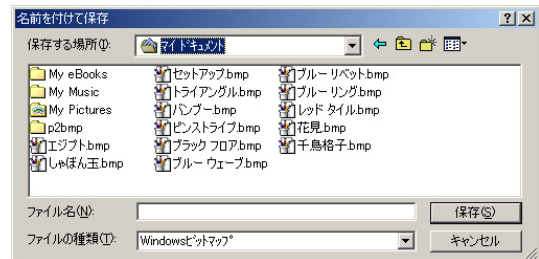 名前を付けて保存
保存する場所(I):
マイ ドキュメント
My eBooks
My Music
My Pictures
p2bmp
エジプト.bmp
しゃぼん玉.bmp
セットアップ.bmp
トライアングル.bmp
バンブー.bmp
ピンストライプ.bmp
ブラック フロア.bmp
ブルー ウェーブ.bmp
ブルー リベット.bmp
ブルー リング.bmp
レッド タイル.bmp
花見.bmp
千鳥格子.bmp
ファイル名(N):
保存(S)
ファイルの種類(T):
Windowsビットマップ
キャンセル